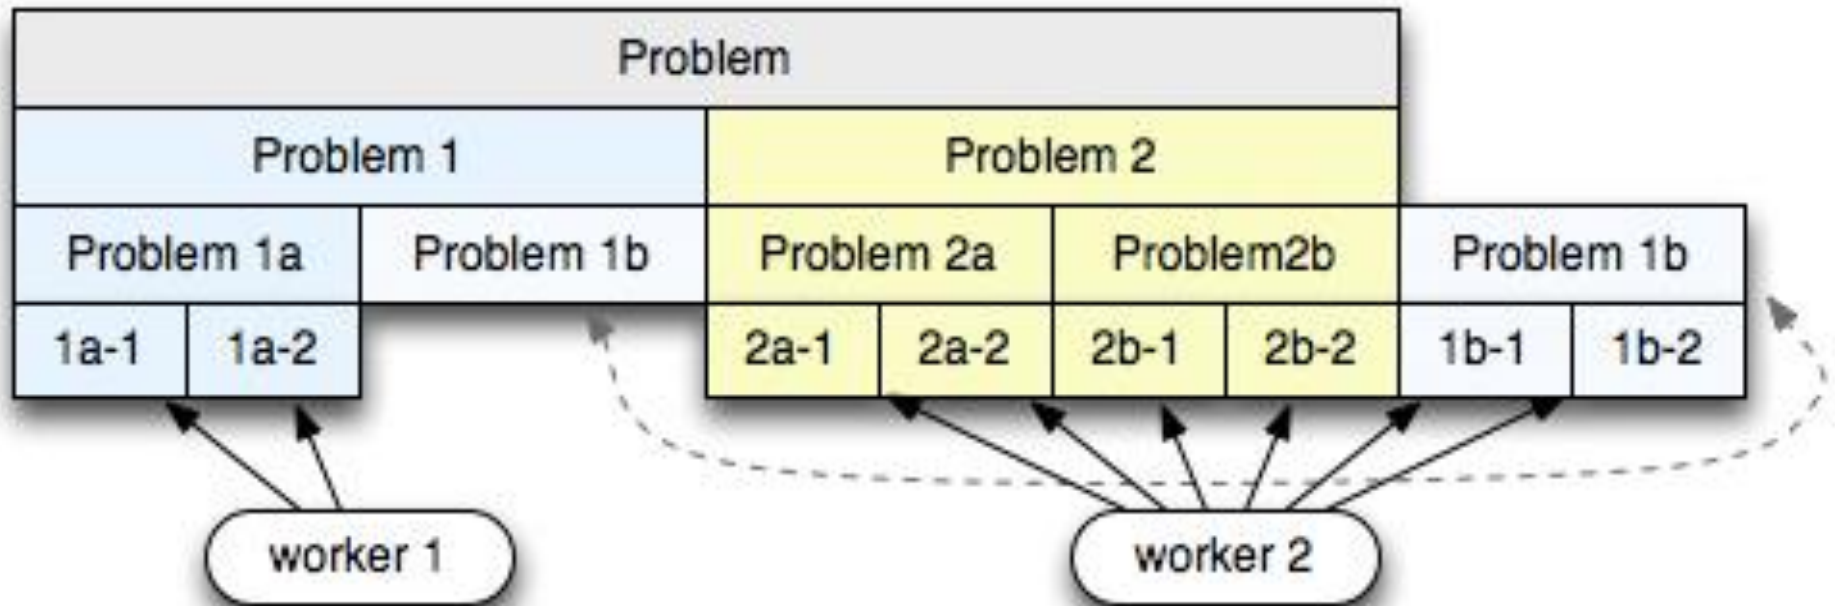 Problem
Problem 1 Problem 2
Problem 1a Problem 1b Problem 2a Problem2b Problem 1b
1a-1 1a-2 2a-1 2a-2 2b-1 2b-2 1b-1 1b-2
worker 1 worker 2